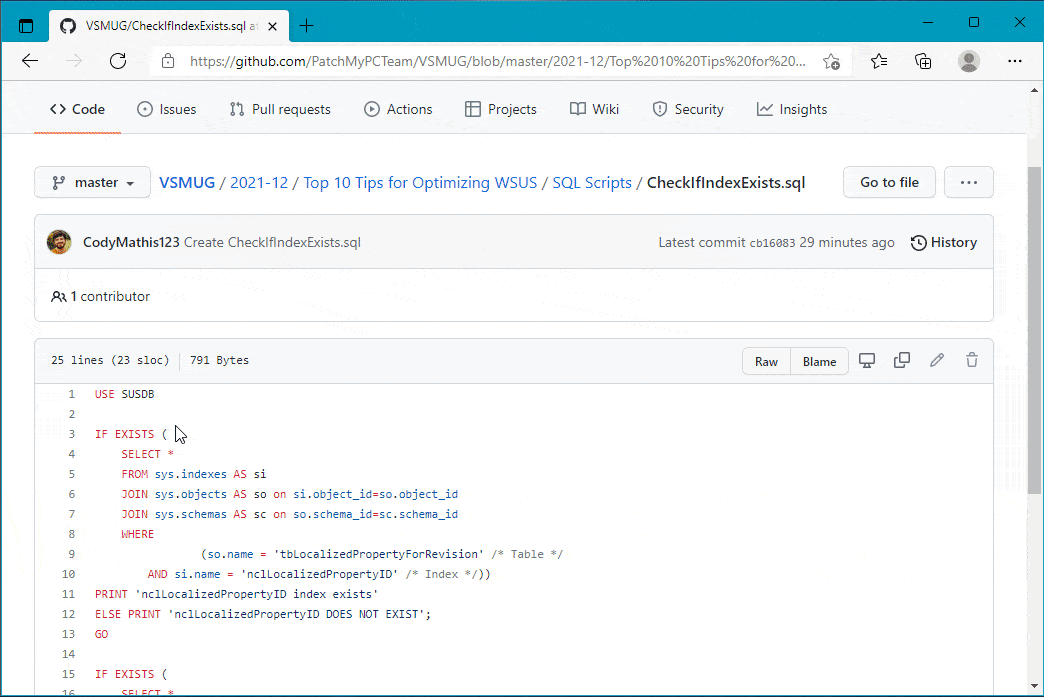 VSMUG/CheckIfIndexExists.sql at
https://github.com/PatchMyPCTeam/VSMUG/blob/master/2021-12/Top%2010%20Tips%20for%20...
Code Issues Pull requests Actions Projects Wiki Security Insights
master VSMUG / 2021-12 / Top 10 Tips for Optimizing WSUS / SQL Scripts / CheckIfIndexExists.sql Go to file ...
CodyMathis123 Create CheckIfIndexExists.sql Latest commit cb16083 29 minutes ago History
1 contributor
25 lines (23 sloc) 791 Bytes Raw Blame
1 USE SUSDB
2
3 IF EXISTS (
4 SELECT *
5 FROM sys.indexes AS si
6 JOIN sys.objects AS so on si.object_id=so.object_id
7 JOIN sys.schemas AS sc on so.schema_id=sc.schema_id
8 WHERE
9 (so.name = 'tbLocalizedPropertyForRevision' /* Table */
10 AND si.name = 'nclLocalizedPropertyID' /* Index */))
11 PRINT 'nclLocalizedPropertyID index exists'
12 ELSE PRINT 'nclLocalizedPropertyID DOES NOT EXIST';
13 GO
14
15 IF EXISTS (
16 SELECT *